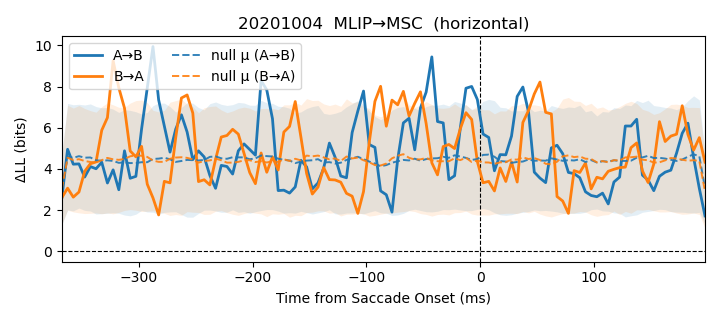 20201004  MLIP→MSC  (horizontal)
ΔLL (bits)
10
8
6
4
2
0
A→B
B→A
null μ (A→B)
null μ (B→A)
−300
−200
−100
0
100
Time from Saccade Onset (ms)